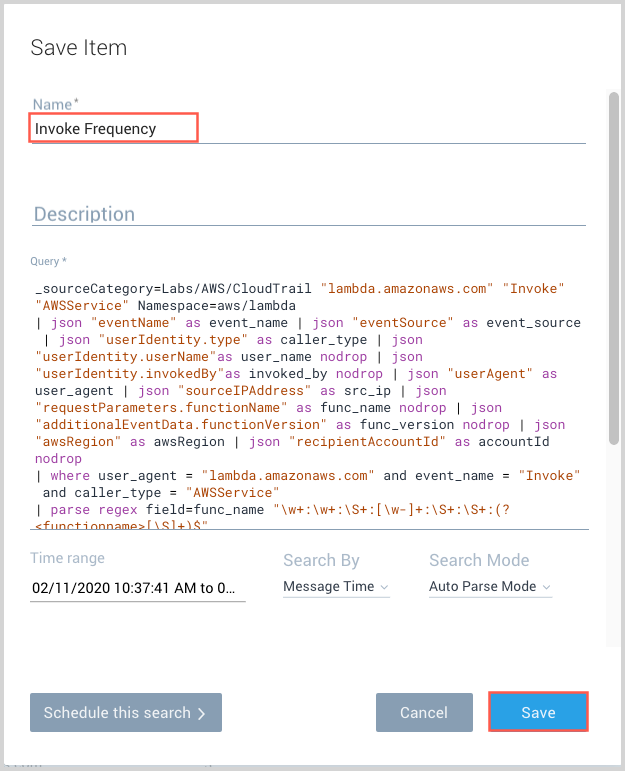 Save Item
Name*
Invoke Frequency
Description
Query *
_sourceCategory=Labs/AWS/CloudTrail "lambda.amazonaws.com" "Invoke"
"AWSService" Namespace=aws/lambda
| json "eventName" as event_name | json "eventSource" as event_source
| json "userIdentity.type" as caller_type | json
"userIdentity.userName"as user_name nodrop | json
"userIdentity.invokedBy"as invoked_by nodrop | json "userAgent" as
user_agent | json "sourceIPAddress" as src_ip | json
"requestParameters.functionName" as func_name nodrop | json
"additionalEventData.functionVersion" as func_version nodrop | json
"awsRegion" as awsRegion | json "recipientAccountId" as accountId
nodrop
| where user_agent = "lambda.amazonaws.com" and event_name = "Invoke"
and caller_type = "AWSService"
| parse regex field=func_name "\w+:\w+:\S+:[\w-]+:\S+:\S+:(?
<functionname>[\S]+)$"
Time range
Search By
Search Mode
02/11/2020 10:37:41 AM to 0...
Message Time
Auto Parse Mode
Schedule this search
Cancel
Save